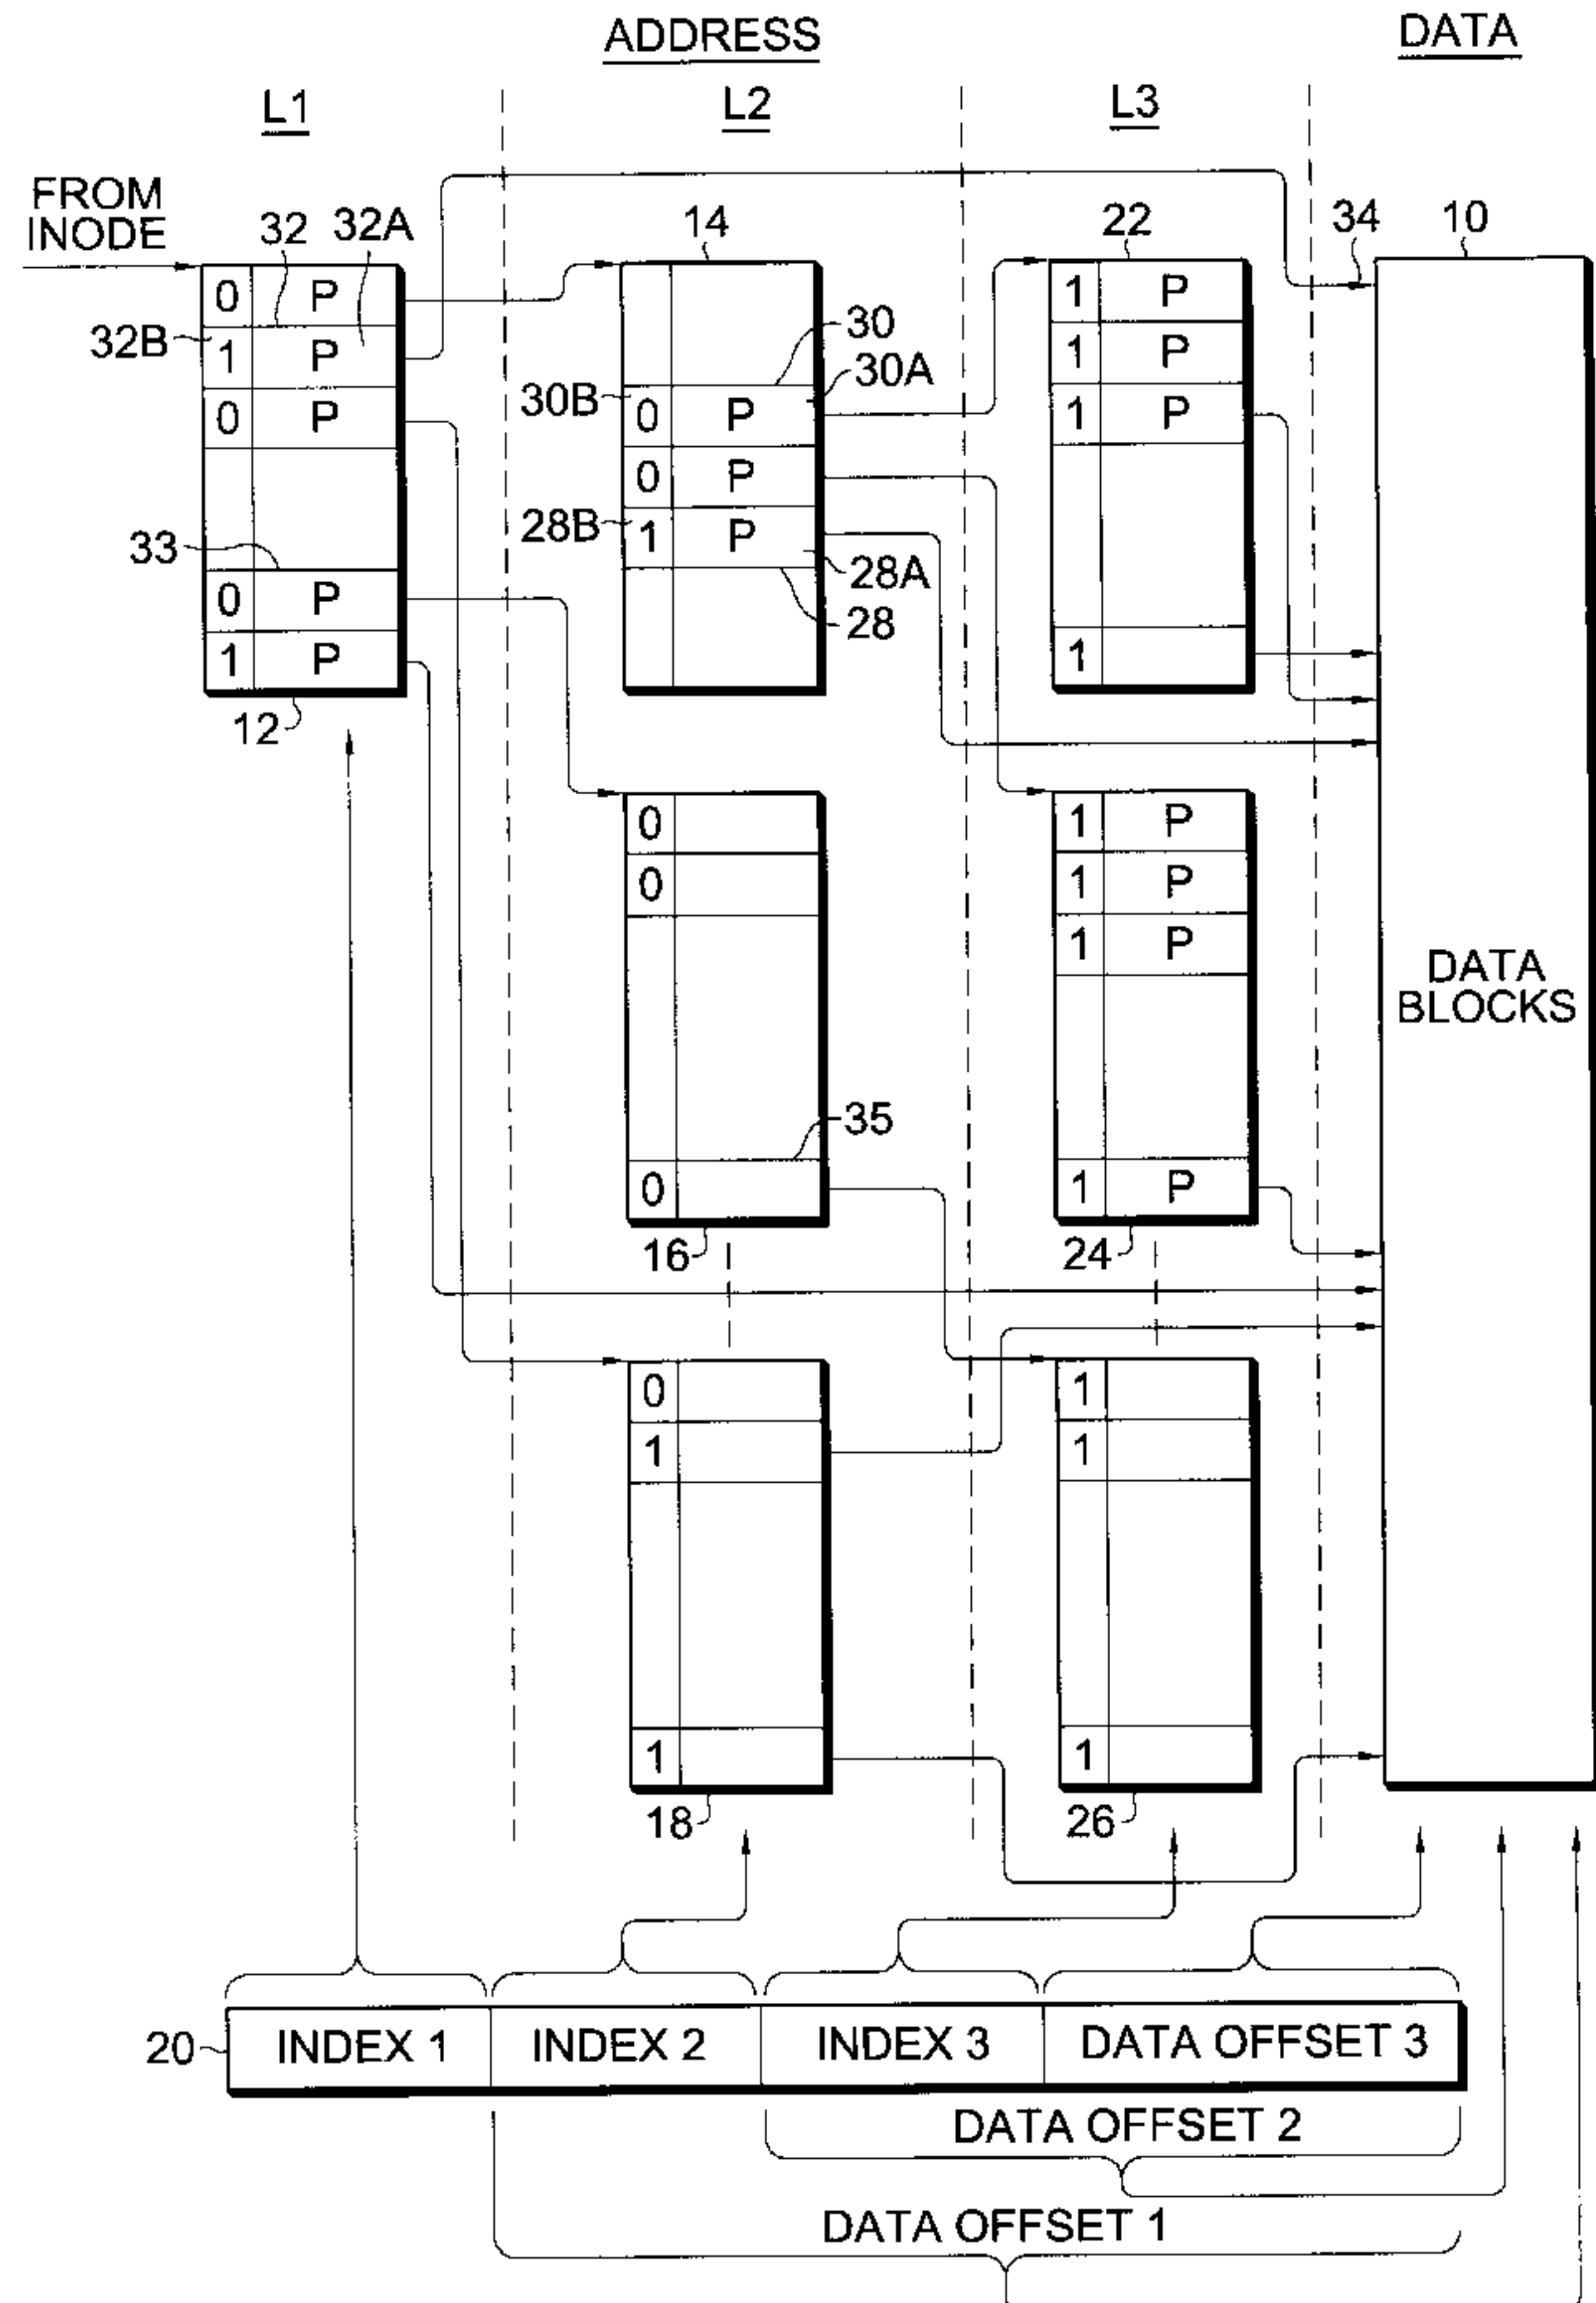 ADDRESS
DATA
L1
L2
L3
FROM
INODE
32
32A
14
22
34
10
0 P
32B
1 P
0 P
33
0 P
1 P
12
30
30A
30B
0 P
0 P
28B
1 P
28A
28
1 P
1 P
1 P
1
0
0
35
0
16
1 P
1 P
1 P
1 P
24
DATA
BLOCKS
0
1
1
18
1
1
1
26
20
INDEX 1
INDEX 2
INDEX 3
DATA OFFSET 3
DATA OFFSET 2
DATA OFFSET 1